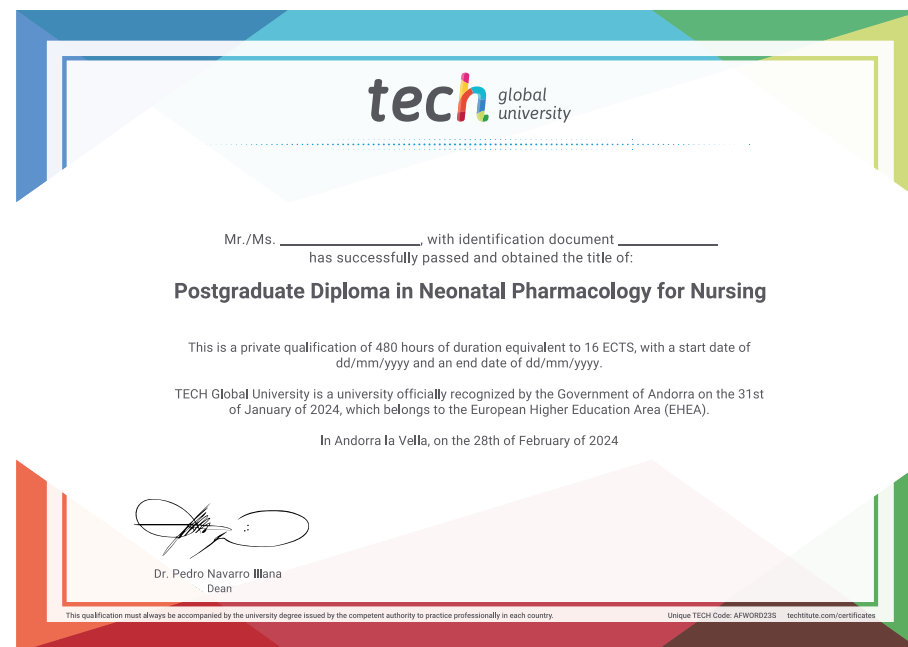 tech global university
Mr./Ms. ____________________, with identification document ______________
has successfully passed and obtained the title of:
Postgraduate Diploma in Neonatal Pharmacology for Nursing
This is a private qualification of 480 hours of duration equivalent to 16 ECTS, with a start date of
dd/mm/yyyy and an end date of dd/mm/yyyy.
TECH Global University is a university officially recognized by the Government of Andorra on the 31st
of January of 2024, which belongs to the European Higher Education Area (EHEA).
In Andorra la Vella, on the 28th of February of 2024
Dr. Pedro Navarro Illana
Dean
This qualification must always be accompanied by the university degree issued by the competent authority to practice professionally in each country. Unique TECH Code: AFWORD23S techtitute.com/certificates